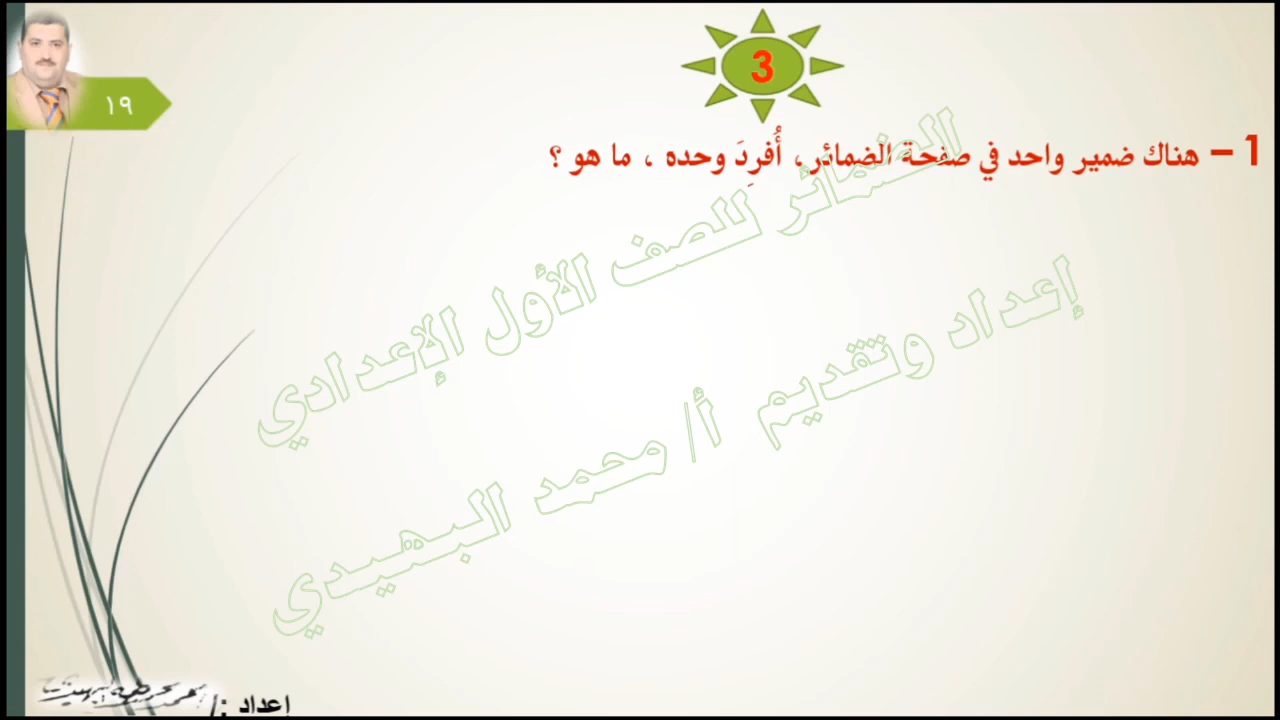 3
١٩
1 – هناك ضمير واحد في صفحة الضمائر، أُفرِدَ وحده ، ما هو ؟
الضمائر للصف الأول الإعدادي
إعداد وتقديم أ/ محمد البهيدي
إعداد :/